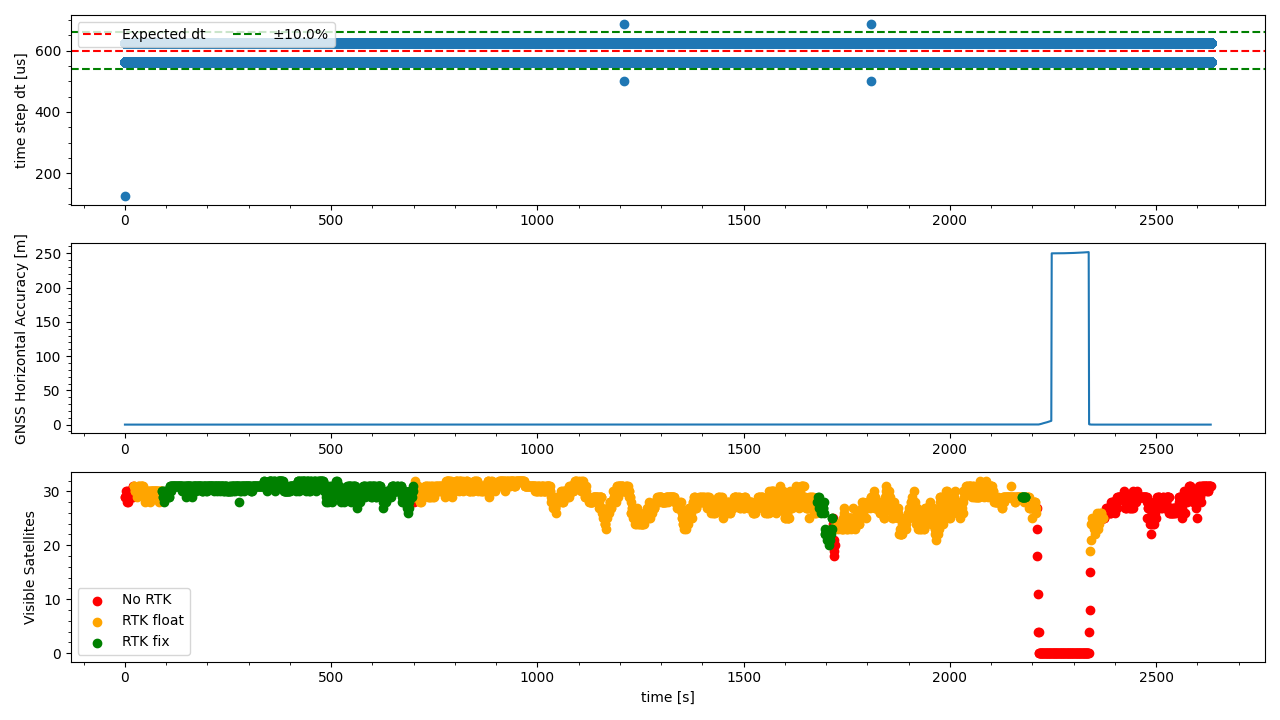 time step dt [us]
600
400
200
Expected dt
±10.0%
0 500 1000 1500 2000 2500
GNSS Horizontal Accuracy [m]
250
200
150
100
50
0
0 500 1000 1500 2000 2500
Visible Satellites
30
20
10
0
No RTK
RTK float
RTK fix
0 500 1000 1500 2000 2500
time [s]